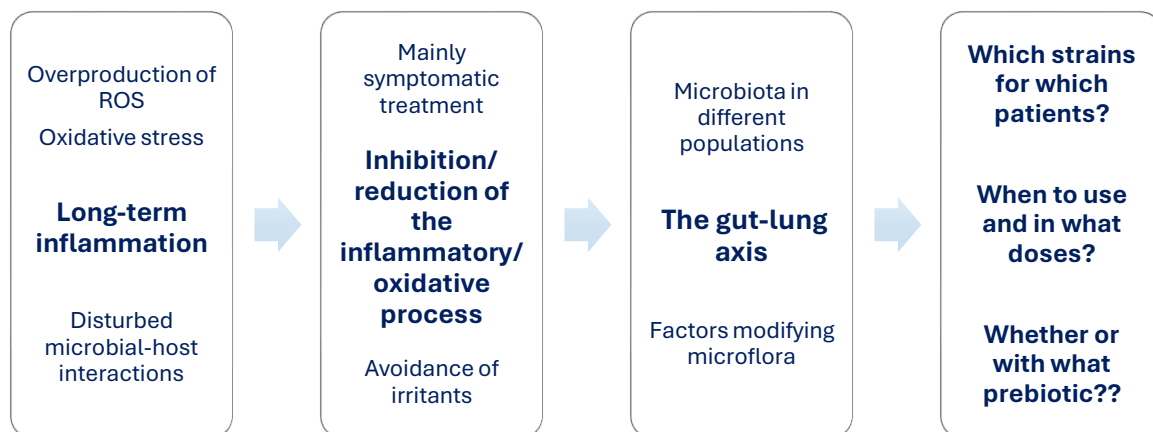 Overproduction of
ROS
Oxidative stress
Long-term
inflammation
Disturbed
microbial-host
interactions
Mainly
symptomatic
treatment
Inhibition/
reduction of
the
inflammatory/
oxidative
process
Avoidance of
irritants
Microbiota in
different
populations
The gut-lung
axis
Factors modifying
microflora
Which strains
for which
patients?
When to use
and in what
doses?
Whether or
with what
prebiotic??